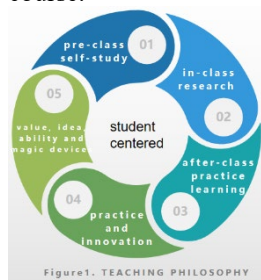 01
pre-class
self-study
in-class
research
02
after-class
practice
learning
03
04
practice
and
innovation
05
value, idea,
ability and
magic devices
student
centered
Figure1. TEACHING PHILOSOPHY